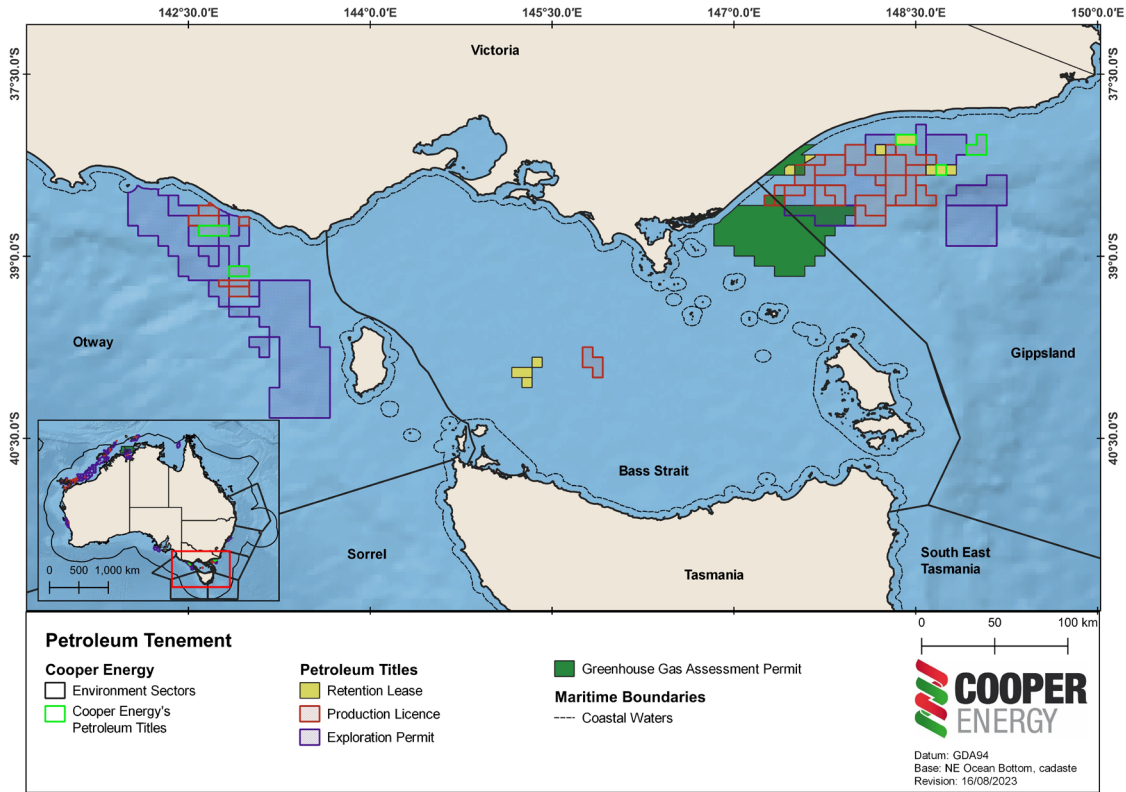 142°30.0'E 144°0.0'E 145°30.0'E 147°0.0'E 148°30.0'E 150°0.0'E
37°30.0'S
37°30.0'S
Victoria
39°0.0'S
39°0.0'S
Otway
Gippsland
40°30.0'S
40°30.0'S
Bass Strait
Sorrel
Tasmania
South East
Tasmania
0 500 1,000 km
Petroleum Tenement
Cooper Energy
Environment Sectors
Cooper Energy's
Petroleum Titles
Petroleum Titles
Retention Lease
Production Licence
Exploration Permit
Greenhouse Gas Assessment Permit
Maritime Boundaries
Coastal Waters
0 50 100 km
COOPER
ENERGY
Datum: GDA94
Base: NE Ocean Bottom, cadaste
Revision: 16/08/2023